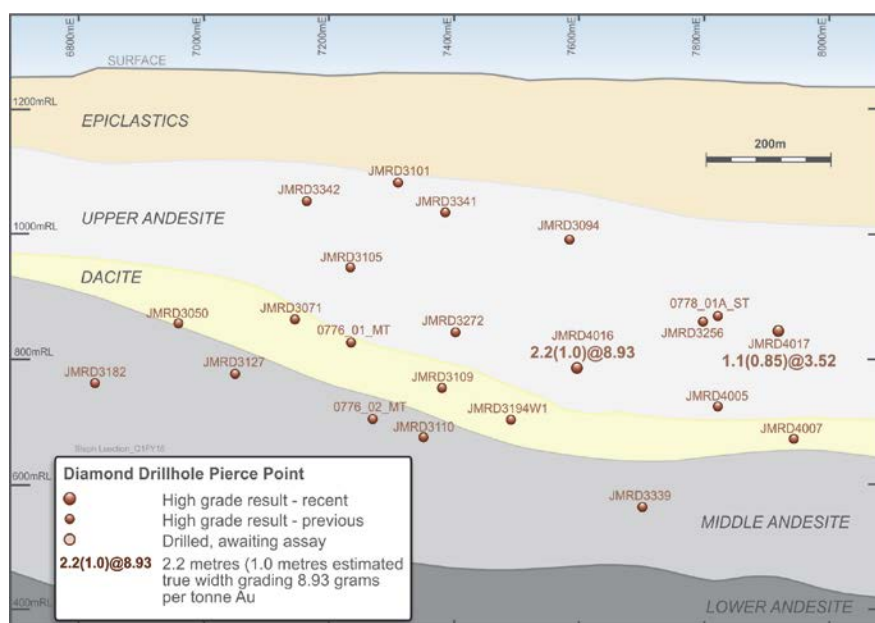 6800mE
7000mE
7200mE
7400mE
7600mE
7800mE
8000mE
SURFACE
1200mRL
EPICLASTICS
200m
JMRD3101
JMRD3342
JMRD3341
UPPER ANDESITE
1000mRL
JMRD3094
JMRD3105
DACITE
0778_01A_ST
JMRD3050
JMRD3071
0776_01_MT
JMRD3272
JMRD4016
2.2(1.0)@8.93
JMRD3256
JMRD4017
1.1(0.85)@3.52
800mRL
JMRD3182
JMRD3127
JMRD3109
JMRD4005
0776_02_MT
JMRD3194W1
JMRD3110
JMRD4007
600mRL
JMRD3339
MIDDLE ANDESITE
Diamond Drillhole Pierce Point
High grade result - recent
High grade result - previous
Drilled, awaiting assay
2.2(1.0)@8.93 2.2 metres (1.0 metres estimated
true width grading 8.93 grams
per tonne Au
400mRL
LOWER ANDESITE